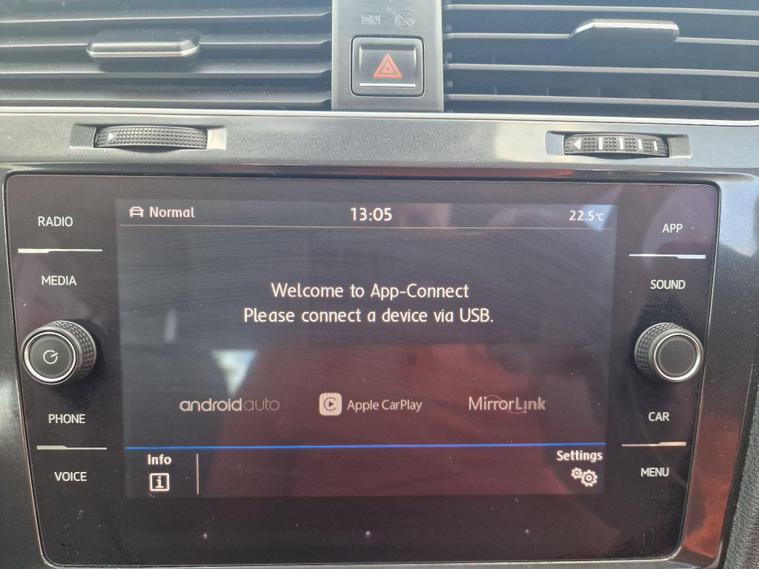 RADIO
MEDIA
PHONE
VOICE
Normal
13:05
22.5°C
Welcome to App-Connect
Please connect a device via USB.
androidauto
Apple CarPlay
MirrorLink
Info
Settings
APP
SOUND
CAR
MENU